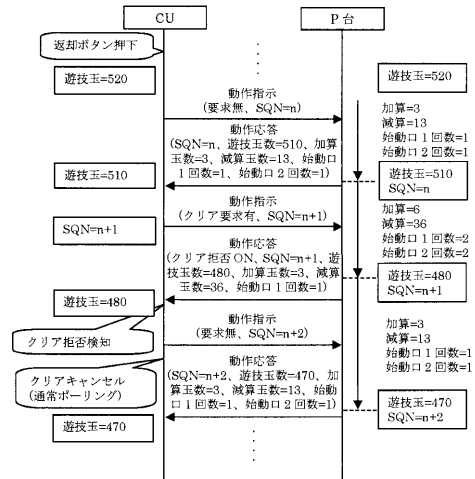 CU
P台
返却ボタン押下
遊技玉=520
遊技玉=520
動作指示
(要求無、SQN=n)
加算=3
減算=13
始動口1回数=1
始動口2回数=1
動作応答
(SQN=n、遊技玉数=510、加算
玉数=3、減算玉数=13、始動口
1回数=1、始動口2回数=1)
遊技玉=510
遊技玉=510
SQN=n
動作指示
(クリア要求有、SQN=n+1)
SQN=n+1
加算=6
減算=36
始動口1回数=2
始動口2回数=2
動作応答
(クリア拒否ON、SQN=n+1、遊
技玉数=480、加算玉数=3、減算
玉数=36、始動口1回数=1)
遊技玉=480
遊技玉=480
SQN=n+1
クリア拒否検知
動作指示
(要求無、SQN=n+2)
加算=3
減算=13
始動口1回数=1
始動口2回数=1
クリアキャンセル
(通常ポーリング)
動作応答
(SQN=n+2、遊技玉数=470、加
算玉数=3、減算玉数=13、始動
口1回数=1、始動口2回数=1)
遊技玉=470
遊技玉=470
SQN=n+2